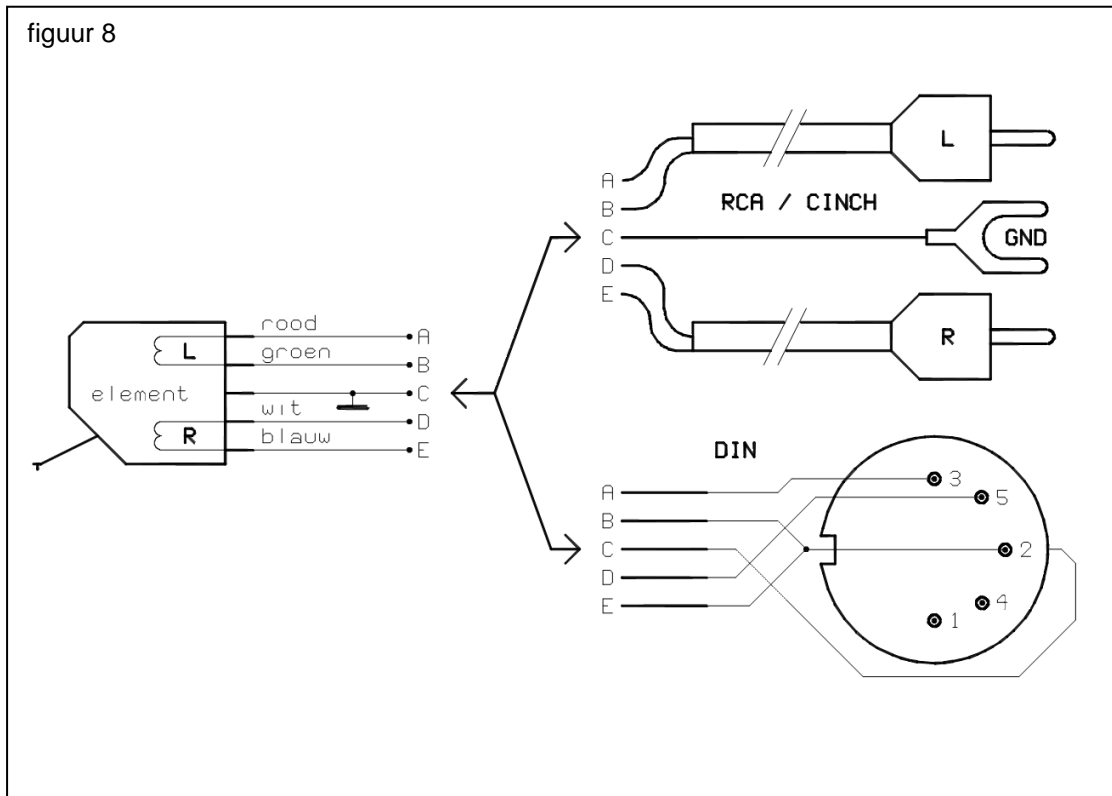 figuur 8
L
A
B
RCA / CINCH
C
GND
D
E
R
rood
A
L
groen
B
element
C
wit
D
R
blauw
E
DIN
A
3
B
5
C
2
D
4
E
1